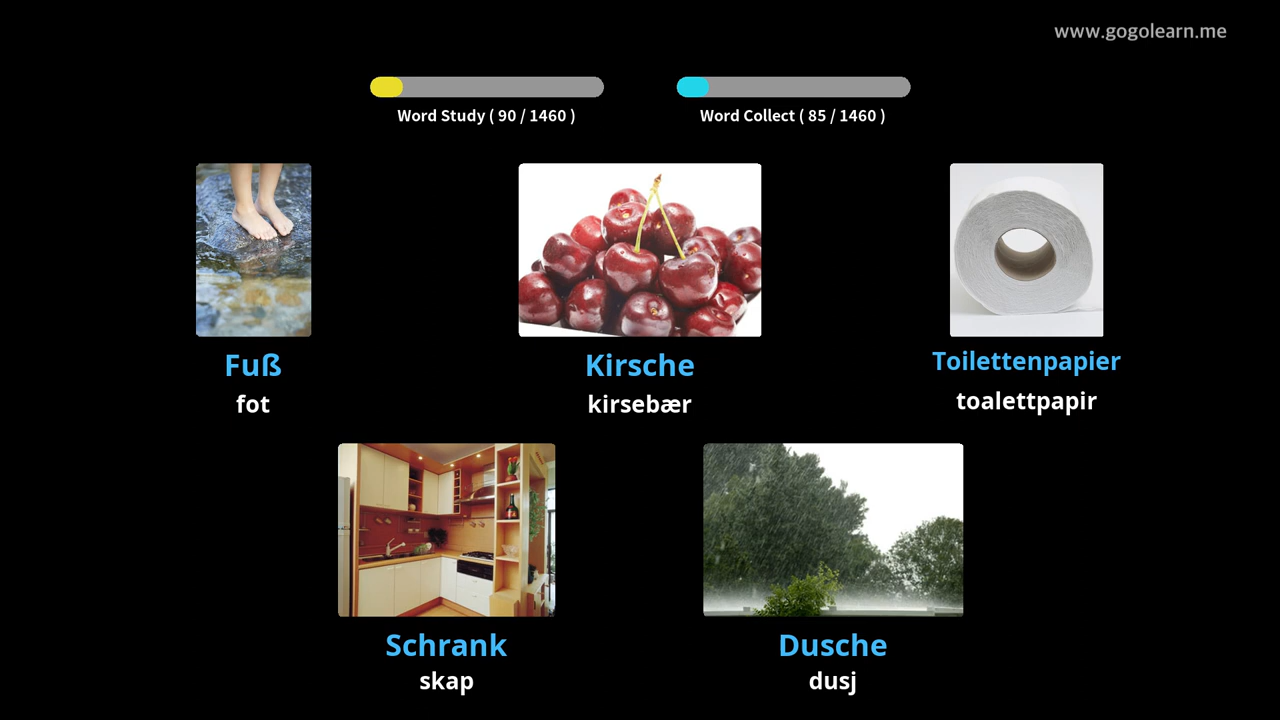 www.gogolearn.me
Word Study ( 90 / 1460 )
Word Collect ( 85 / 1460 )
Fuß
fot
Kirsche
kirsebær
Toilettenpapier
toalettpapir
Schrank
skap
Dusche
dusj